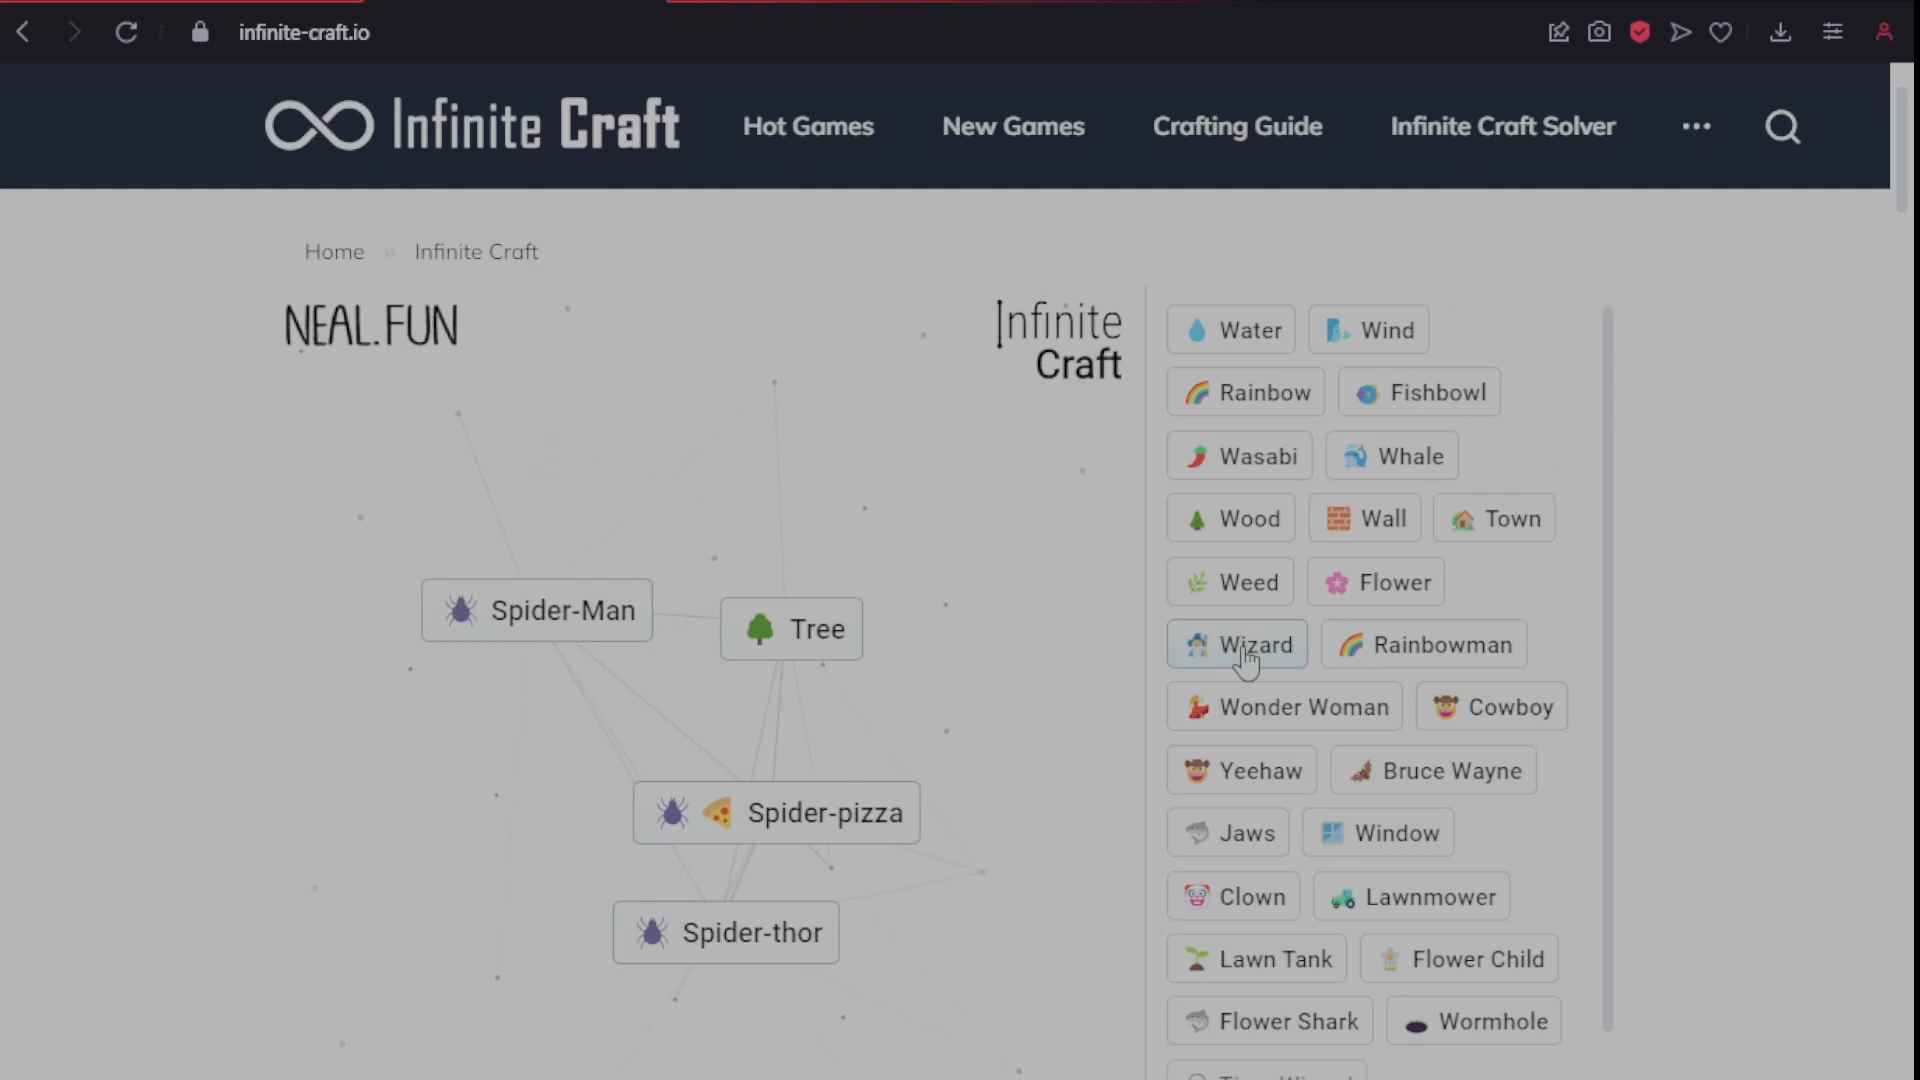 infinite-craft.io
Infinite Craft
Hot Games
New Games
Crafting Guide
Infinite Craft Solver
Home » Infinite Craft
NEAL.FUN
Infinite
Craft
Spider-Man
Tree
Spider-pizza
Spider-thor
Water
Wind
Rainbow
Fishbowl
Wasabi
Whale
Wood
Wall
Town
Weed
Flower
Wizard
Rainbowman
Wonder Woman
Cowboy
Yeehaw
Bruce Wayne
Jaws
Window
Clown
Lawnmower
Lawn Tank
Flower Child
Flower Shark
Wormhole